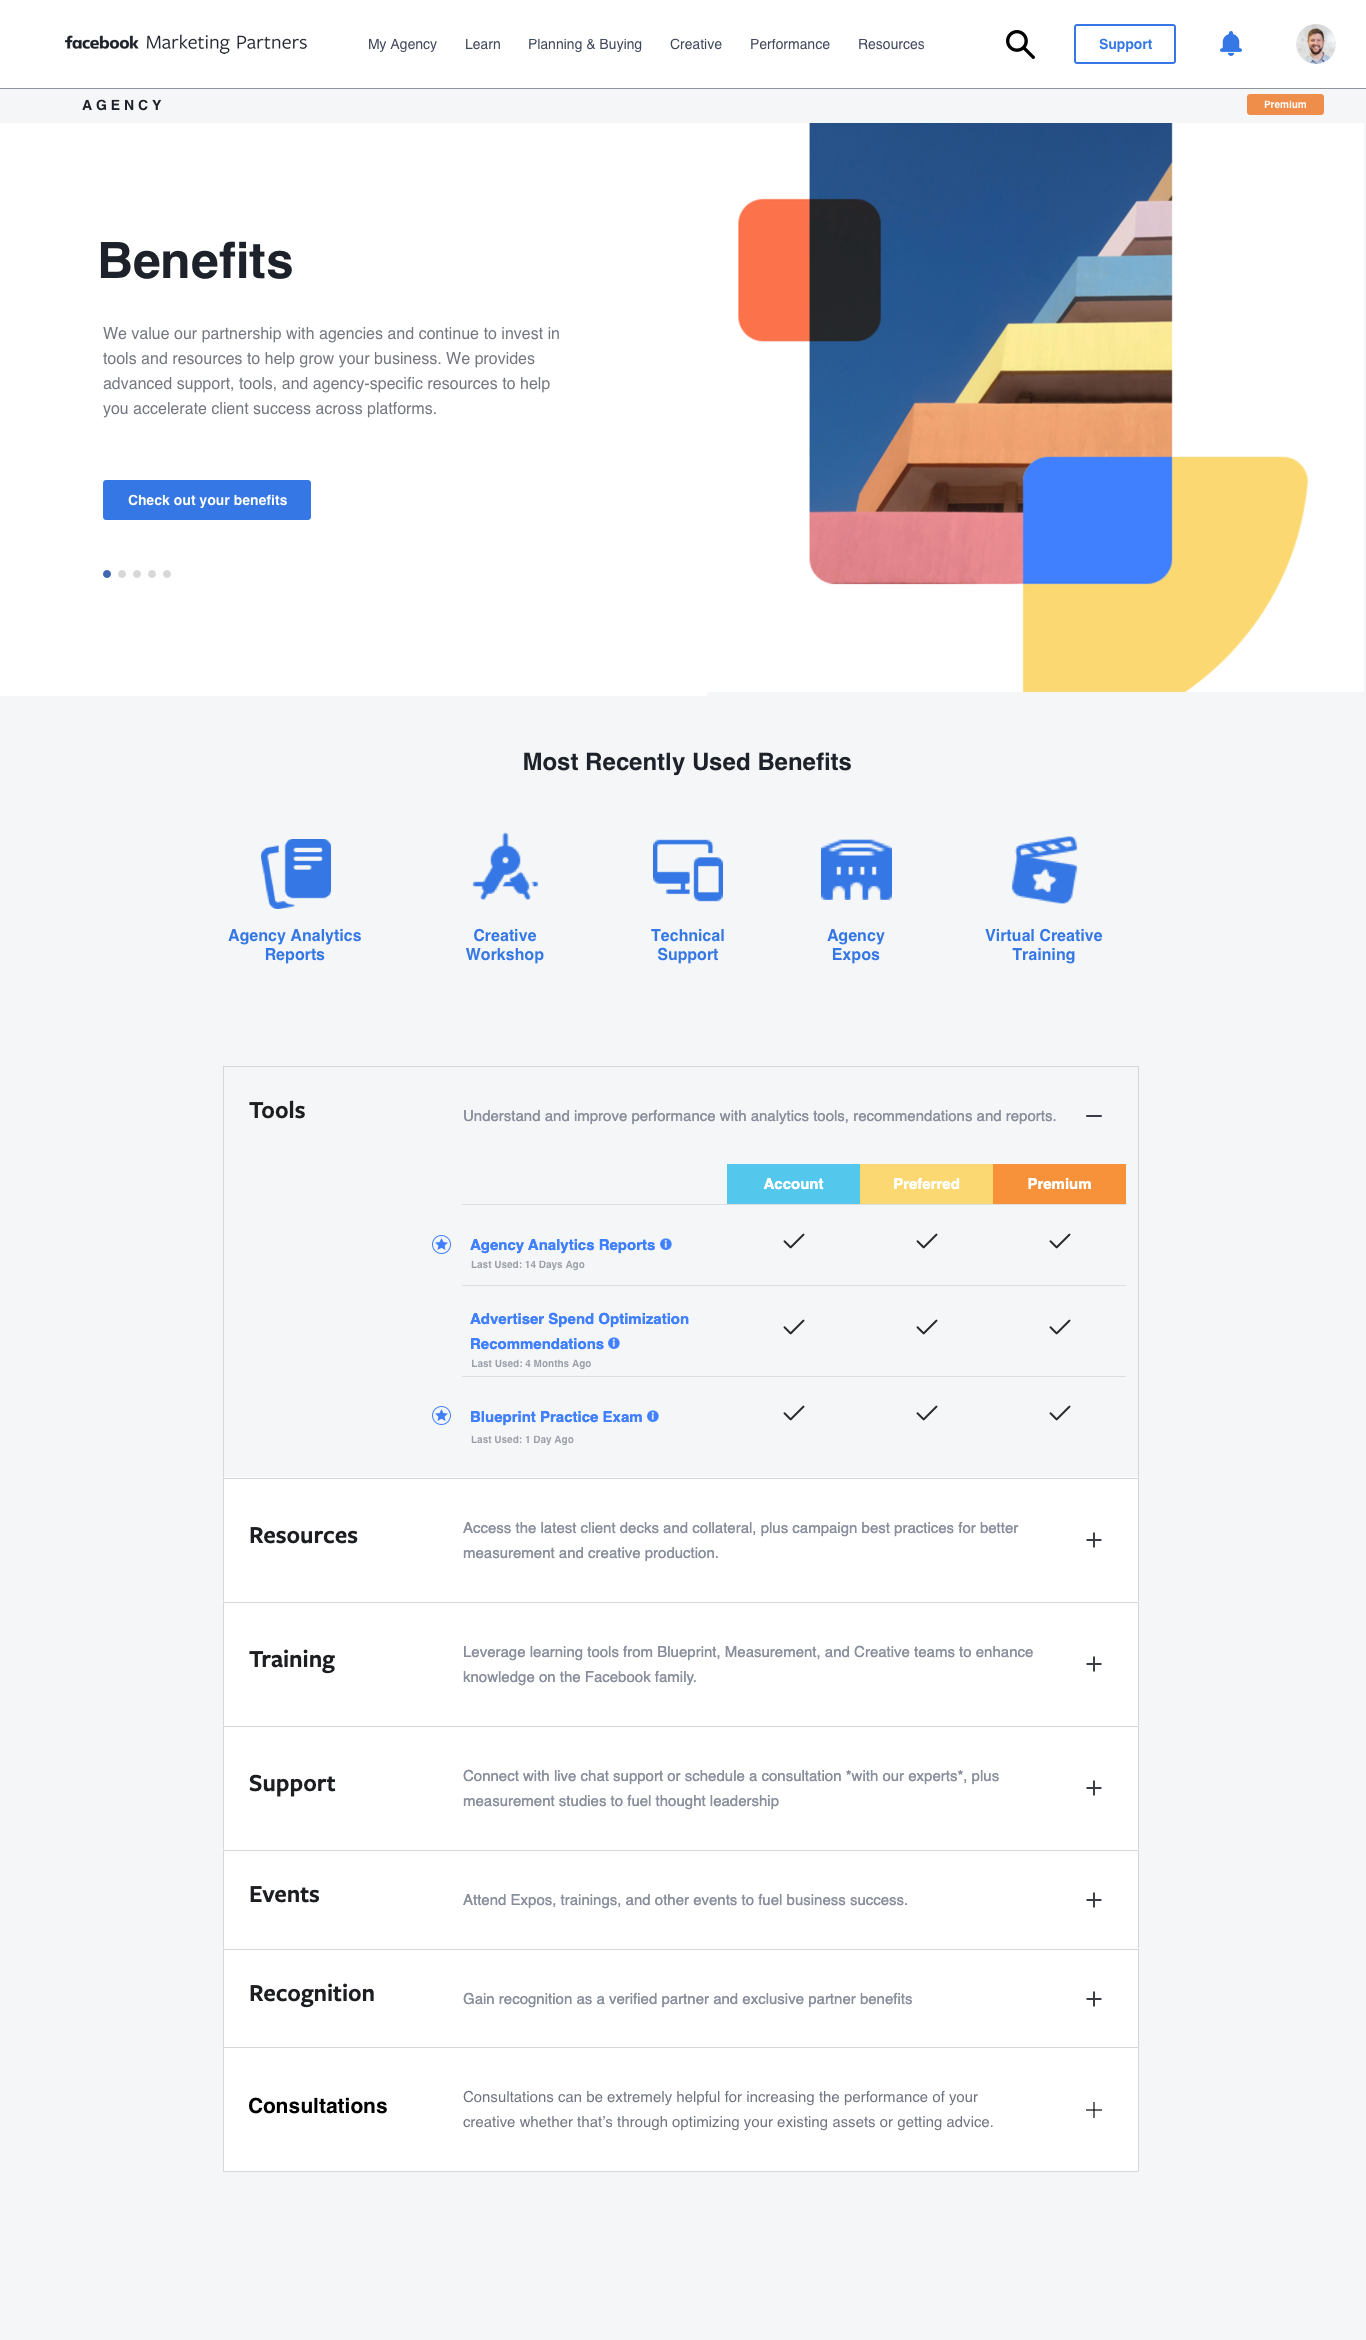 facebook Marketing Partners
My Agency
Learn
Planning & Buying
Creative
Performance
Resources
Support
AGENCY
Premium
Benefits
We value our partnership with agencies and continue to invest in
tools and resources to help grow your business. We provides
advanced support, tools, and agency-specific resources to help
you accelerate client success across platforms.
Check out your benefits
Most Recently Used Benefits
Agency Analytics
Reports
Creative
Workshop
Technical
Support
Agency
Expos
Virtual Creative
Training
Tools
Understand and improve performance with analytics tools, recommendations and reports.
Account
Preferred
Premium
Agency Analytics Reports
Last Used: 14 Days Ago
Advertiser Spend Optimization
Recommendations
Last Used: 4 Months Ago
Blueprint Practice Exam
Last Used: 1 Day Ago
Resources
Access the latest client decks and collateral, plus campaign best practices for better
measurement and creative production.
Training
Leverage learning tools from Blueprint, Measurement, and Creative teams to enhance
knowledge on the Facebook family.
Support
Connect with live chat support or schedule a consultation *with our experts*, plus
measurement studies to fuel thought leadership
Events
Attend Expos, trainings, and other events to fuel business success.
Recognition
Gain recognition as a verified partner and exclusive partner benefits
Consultations
Consultations can be extremely helpful for increasing the performance of your
creative whether that’s through optimizing your existing assets or getting advice.